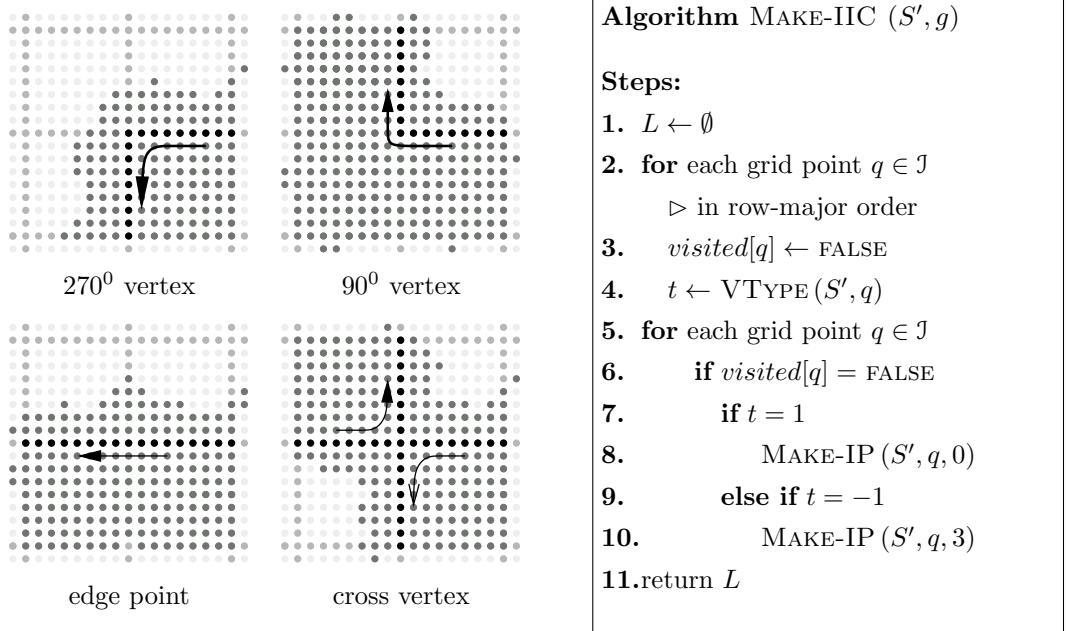 270⁰ vertex
90⁰ vertex
edge point
cross vertex
Algorithm MAKE-IIC (S′, g)
Steps:
1. L ← ∅
2. for each grid point q ∈ ℐ
▷ in row-major order
3. visited[q] ← FALSE
4. t ← VTYPE (S′, q)
5. for each grid point q ∈ ℐ
6. if visited[q] = FALSE
7. if t = 1
8. MAKE-IP (S′, q, 0)
9. else if t = −1
10. MAKE-IP (S′, q, 3)
11.return L